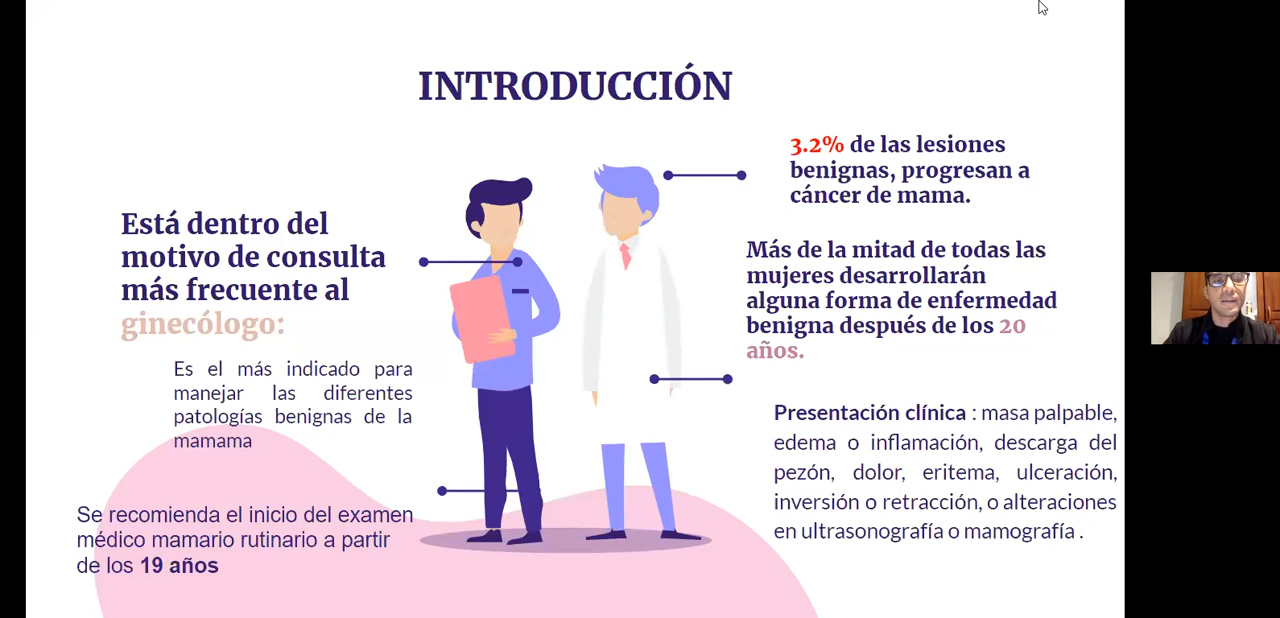 INTRODUCCIÓN
Está dentro del
motivo de consulta
más frecuente al
ginecólogo:
Es el más indicado para
manejar las diferentes
patologías benignas de la
mamama
Se recomienda el inicio del examen
médico mamario rutinario a partir
de los 19 años
3.2% de las lesiones
benignas, progresan a
cáncer de mama.
Más de la mitad de todas las
mujeres desarrollarán
alguna forma de enfermedad
benigna después de los 20
años.
Presentación clínica : masa palpable,
edema o inflamación, descarga del
pezón, dolor, eritema, ulceración,
inversión o retracción, o alteraciones
en ultrasonografía o mamografía .